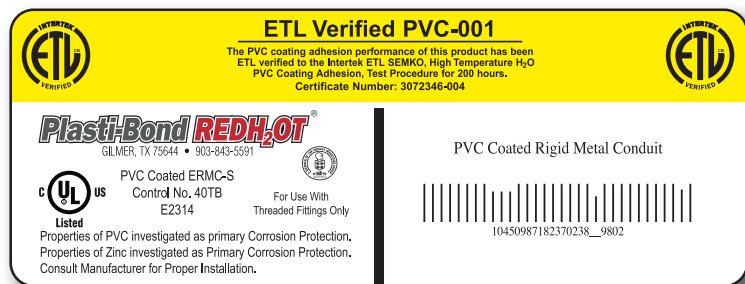 ETL Verified PVC-001
The PVC coating adhesion performance of this product has been
ETL verified to the Intertek ETL SEMKO, High Temperature H₂O
PVC Coating Adhesion, Test Procedure for 200 hours.
Certificate Number: 3072346-004
INTERTEK
ETL CM
VERIFIED
INTERTEK
ETL CM
VERIFIED
Plasti-Bond REDH₂OT®
GILMER, TX 75644 • 903-843-5591
C UL US
Listed
PVC Coated ERMC-S
Control No. 40TB
E2314
For Use With
Threaded Fittings Only
Properties of PVC investigated as primary Corrosion Protection.
Properties of Zinc investigated as Primary Corrosion Protection.
Consult Manufacturer for Proper Installation.
PVC Coated Rigid Metal Conduit
10450987182370238__9802